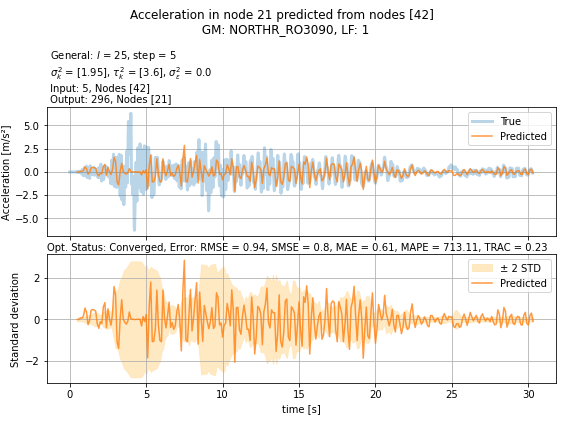 Acceleration in node 21 predicted from nodes [42]
GM: NORTHR_RO3090, LF: 1
General: l = 25, step = 5
σ²ₖ = [1.95], τ²ₖ = [3.6], σ²ε = 0.0
Input: 5, Nodes [42]
Output: 296, Nodes [21]
Acceleration [m/s²]
5.0
2.5
0.0
−2.5
−5.0
True
Predicted
Opt. Status: Converged, Error: RMSE = 0.94, SMSE = 0.8, MAE = 0.61, MAPE = 713.11, TRAC = 0.23
Standard deviation
2
0
−2
± 2 STD
Predicted
0 5 10 15 20 25 30
time [s]